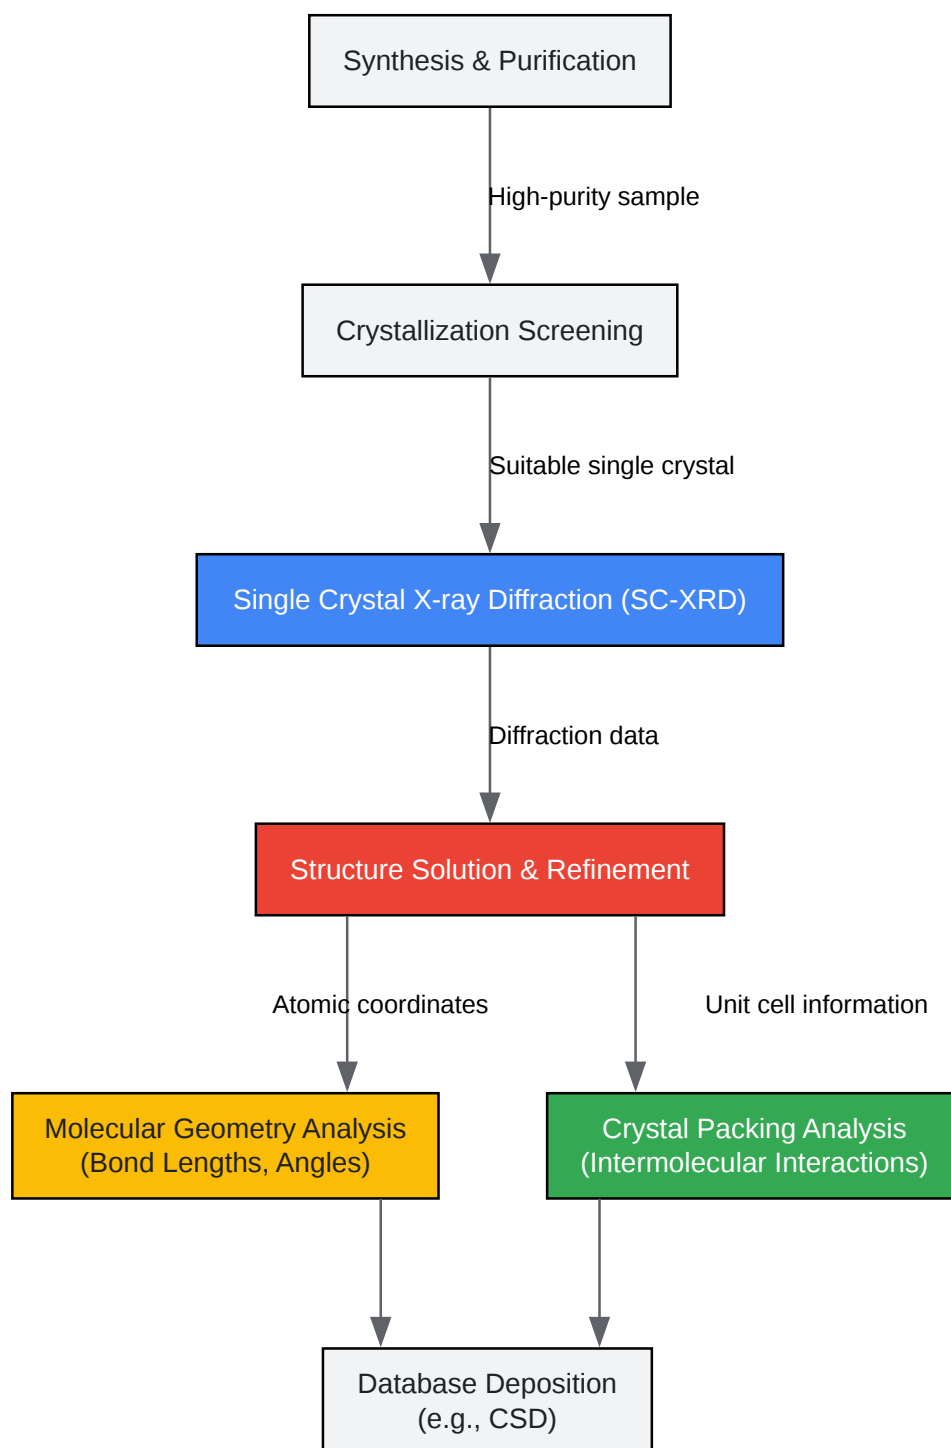 Synthesis & Purification
High-purity sample
Crystallization Screening
Suitable single crystal
Single Crystal X-ray Diffraction (SC-XRD)
Diffraction data
Structure Solution & Refinement
Atomic coordinates
Unit cell information
Molecular Geometry Analysis
(Bond Lengths, Angles)
Crystal Packing Analysis
(Intermolecular Interactions)
Database Deposition
(e.g., CSD)